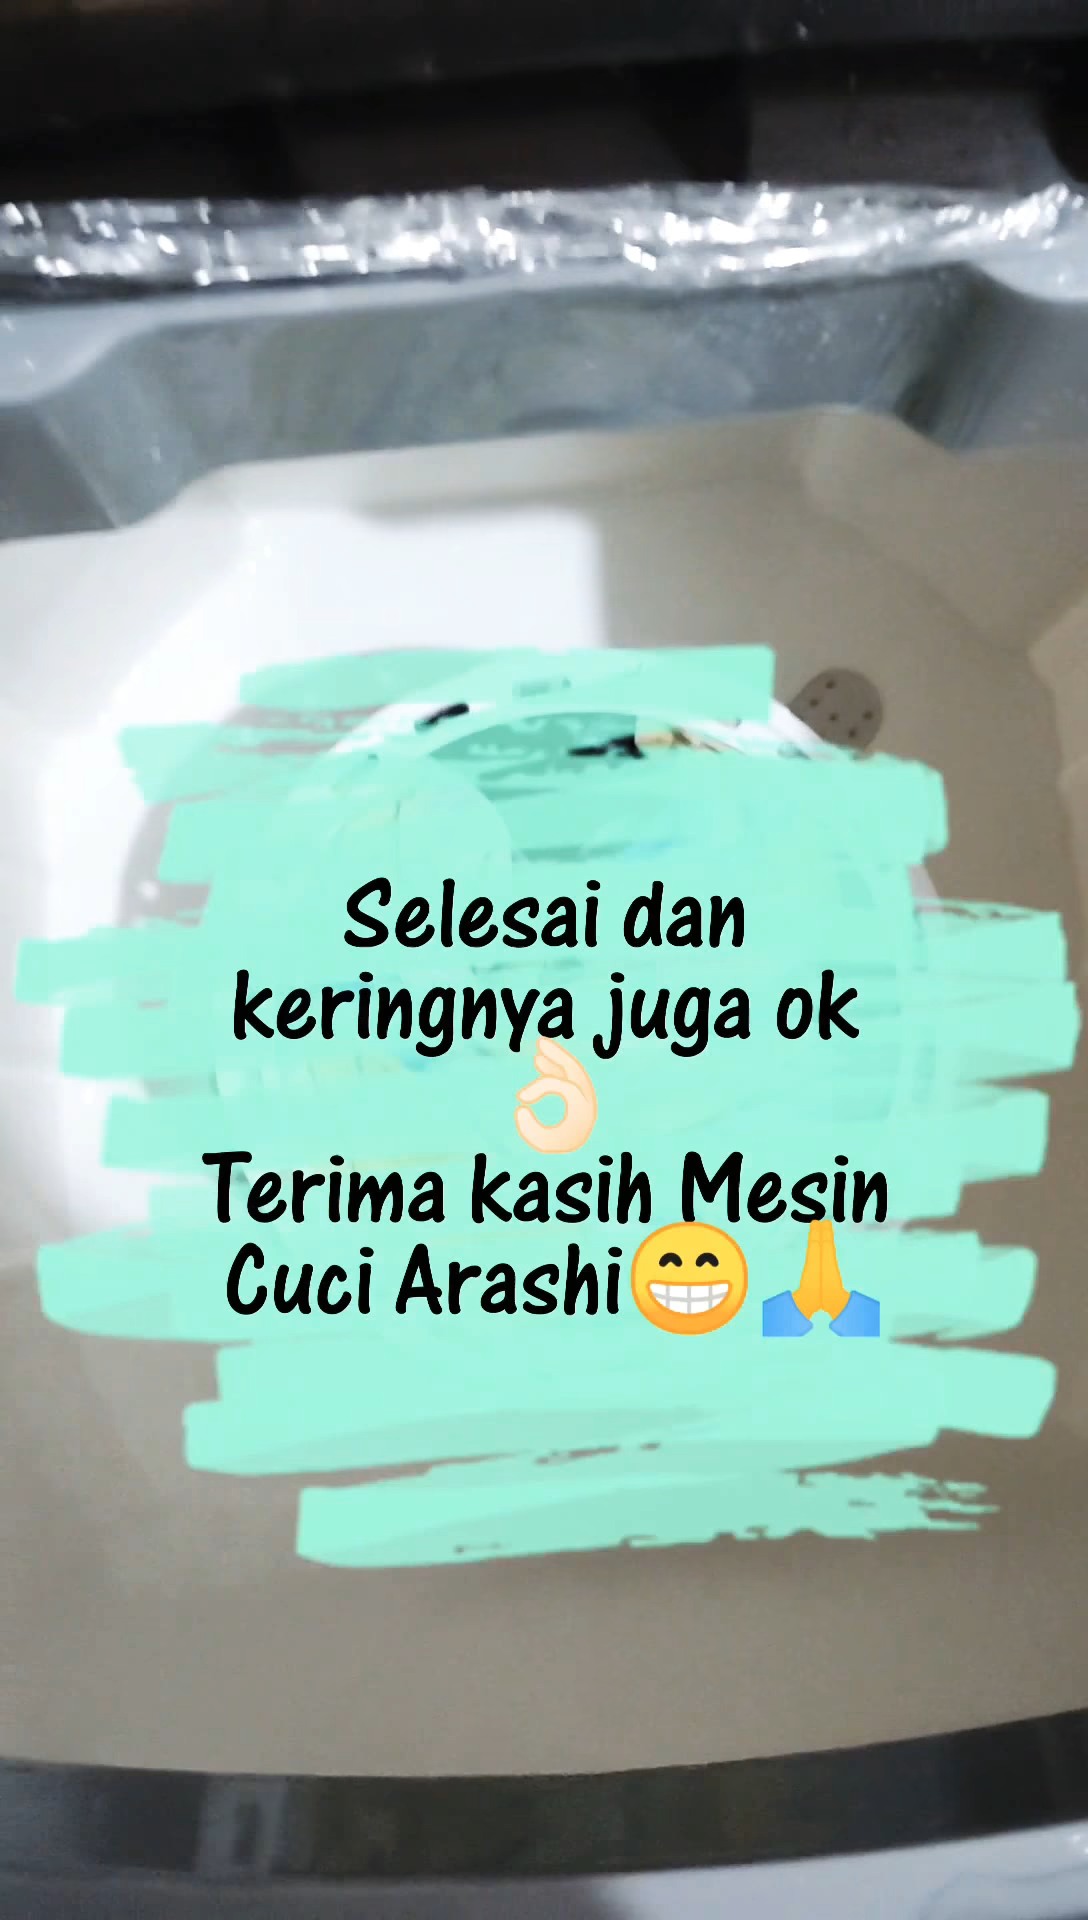 Selesai dan
keringnya juga ok
👌🏻
Terima kasih Mesin
Cuci Arashi😁🙏